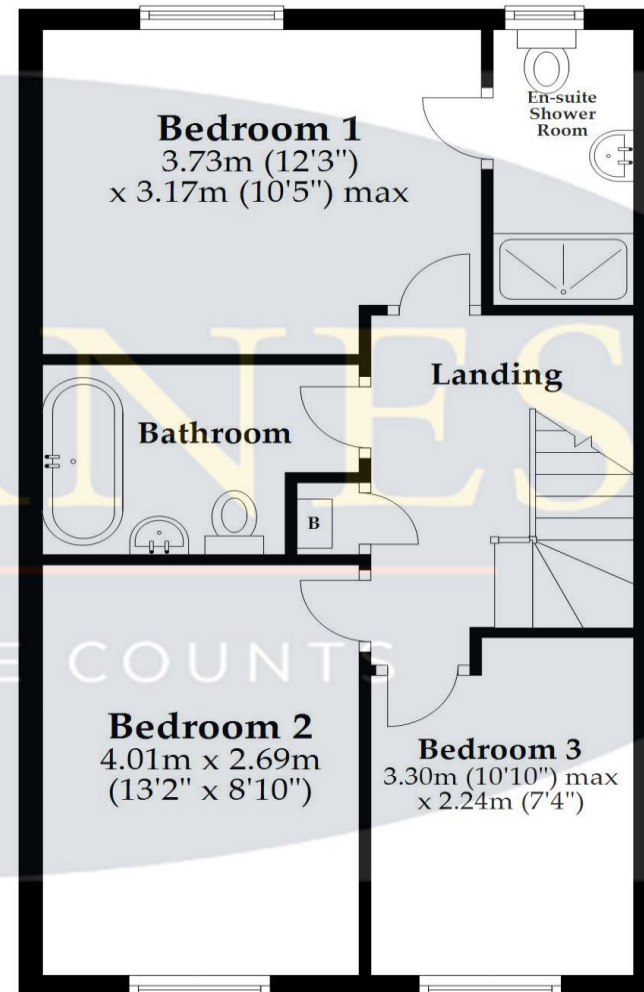 En-suite
Shower
Room
Bedroom 1
3.73m (12'3")
x 3.17m (10'5") max
Landing
Bathroom
B
NES
E COUNTS
Bedroom 2
4.01m x 2.69m
(13'2" x 8'10")
Bedroom 3
3.30m (10'10") max
x 2.24m (7'4")